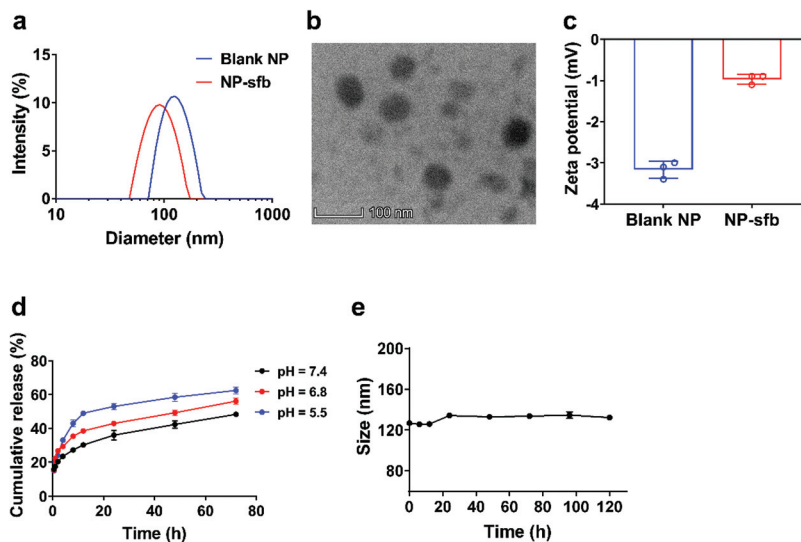 a
Intensity (%)
15
10
5
0
10
100
1000
Diameter (nm)
Blank NP
NP-sfb
b
100 nm
c
Zeta potential (mV)
0
-1
-2
-3
-4
Blank NP
NP-sfb
d
Cumulative release (%)
80
60
40
20
0
0
20
40
60
80
Time (h)
pH = 7.4
pH = 6.8
pH = 5.5
e
Size (nm)
200
160
120
0
20
40
60
80
100
120
Time (h)